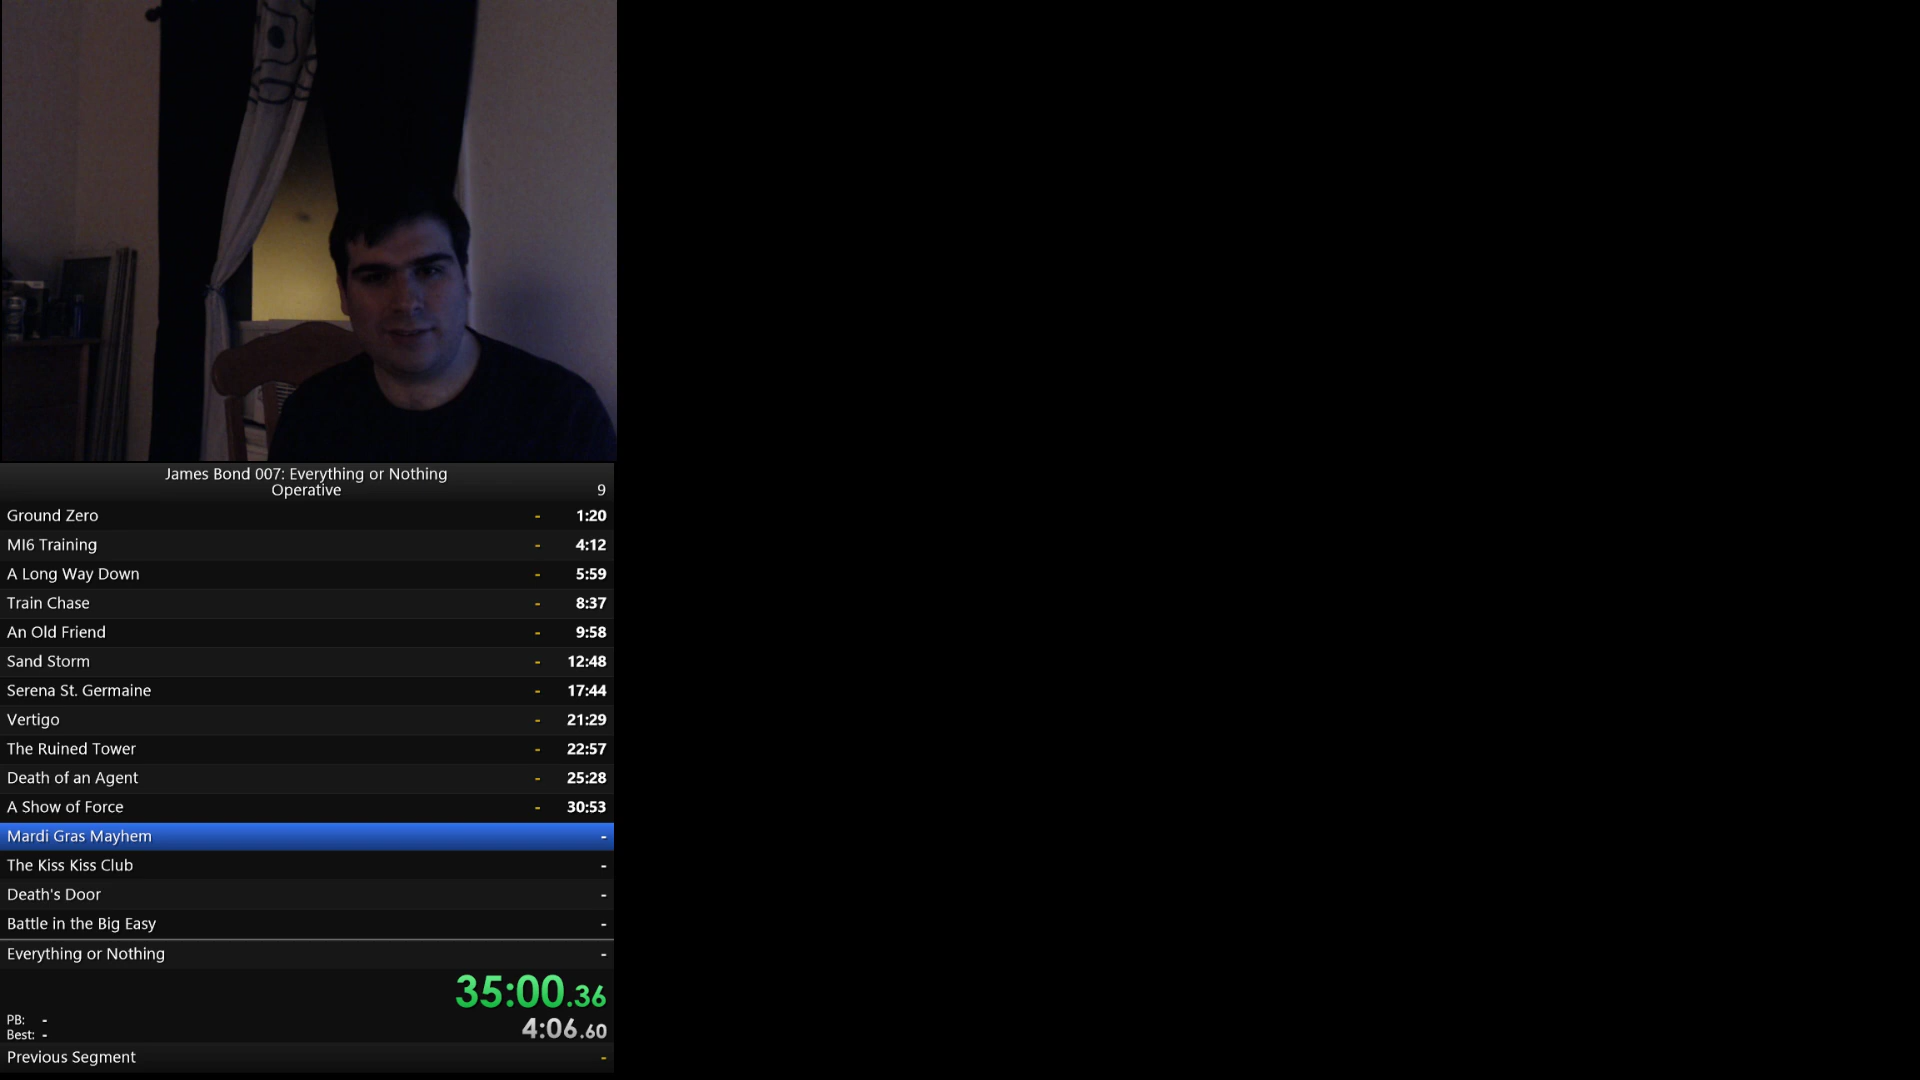 James Bond 007: Everything or Nothing
Operative 9
Ground Zero - 1:20
MI6 Training - 4:12
A Long Way Down - 5:59
Train Chase - 8:37
An Old Friend - 9:58
Sand Storm - 12:48
Serena St. Germaine - 17:44
Vertigo - 21:29
The Ruined Tower - 22:57
Death of an Agent - 25:28
A Show of Force - 30:53
Mardi Gras Mayhem -
The Kiss Kiss Club -
Death's Door -
Battle in the Big Easy -
Everything or Nothing -
35:00.36
PB: -
Best: - 4:06.60
Previous Segment -